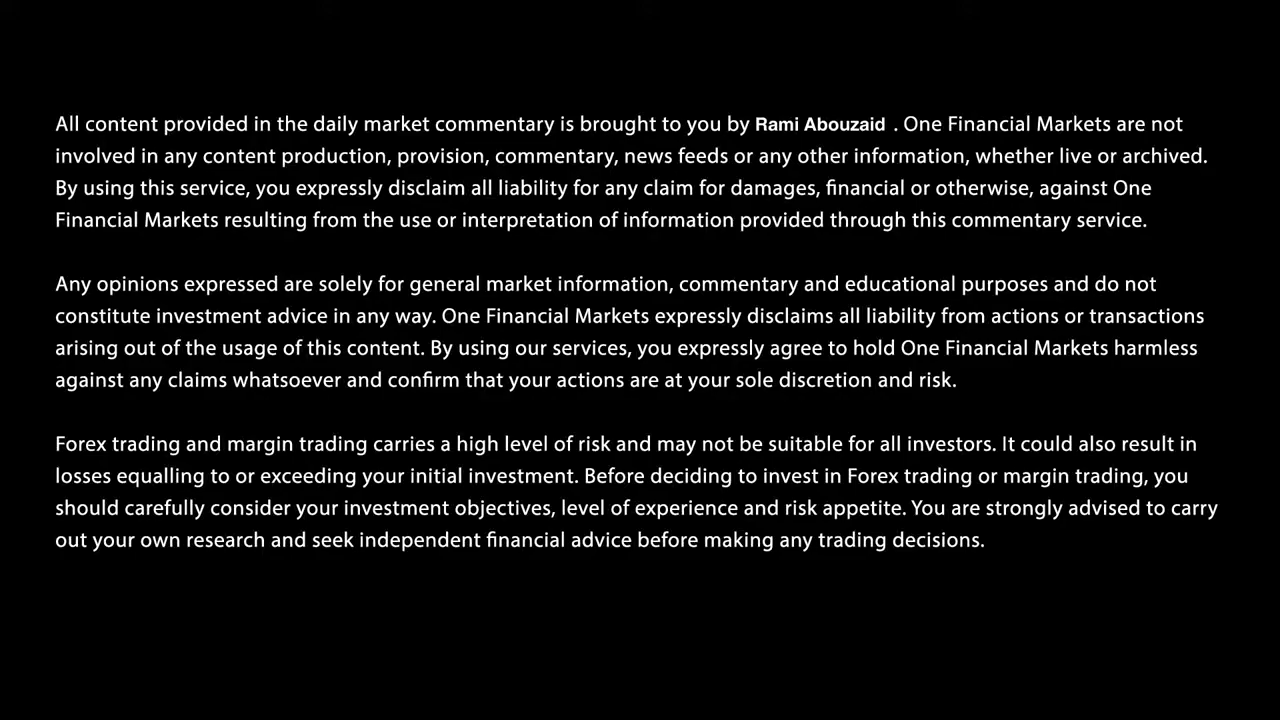 All content provided in the daily market commentary is brought to you by Rami Abouzaid . One Financial Markets are not
involved in any content production, provision, commentary, news feeds or any other information, whether live or archived.
By using this service, you expressly disclaim all liability for any claim for damages, financial or otherwise, against One
Financial Markets resulting from the use or interpretation of information provided through this commentary service.
Any opinions expressed are solely for general market information, commentary and educational purposes and do not
constitute investment advice in any way. One Financial Markets expressly disclaims all liability from actions or transactions
arising out of the usage of this content. By using our services, you expressly agree to hold One Financial Markets harmless
against any claims whatsoever and confirm that your actions are at your sole discretion and risk.
Forex trading and margin trading carries a high level of risk and may not be suitable for all investors. It could also result in
losses equalling to or exceeding your initial investment. Before deciding to invest in Forex trading or margin trading, you
should carefully consider your investment objectives, level of experience and risk appetite. You are strongly advised to carry
out your own research and seek independent financial advice before making any trading decisions.